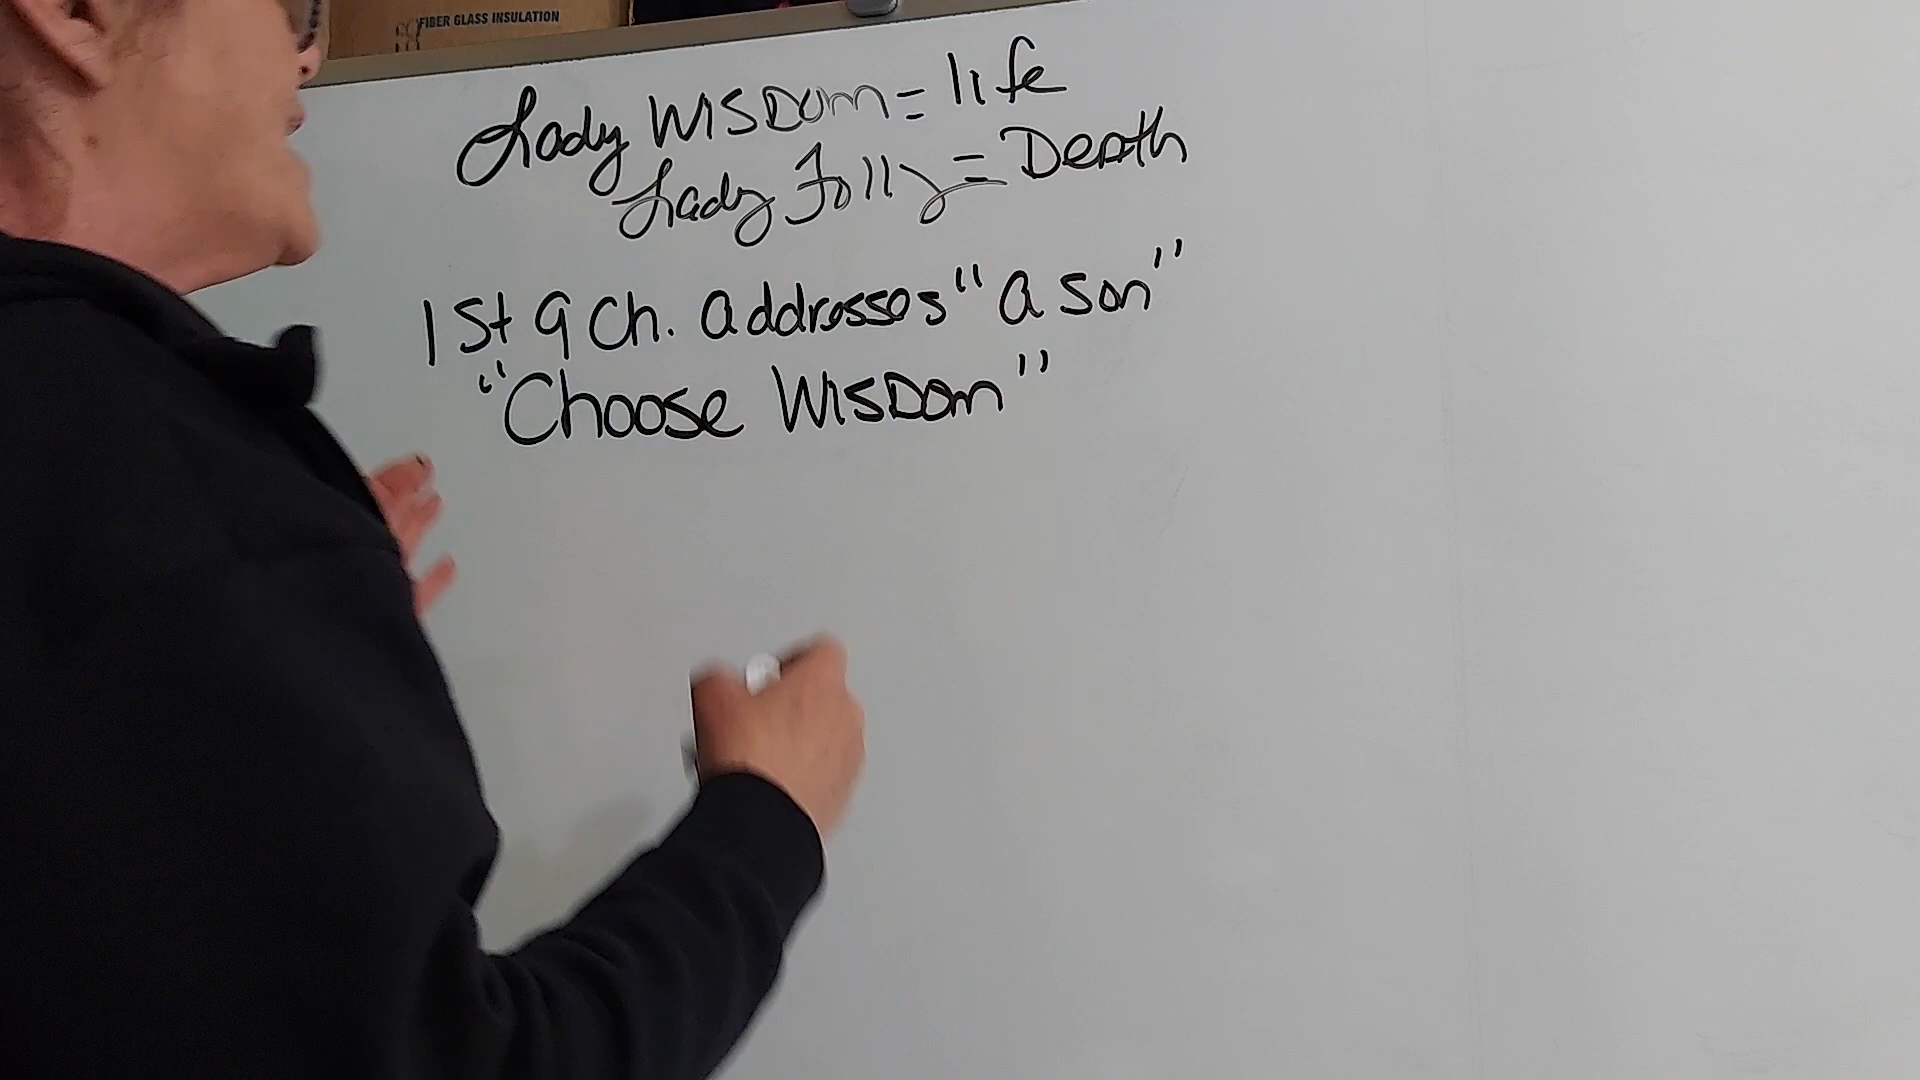 FIBER GLASS INSULATION
Lady WISDom = life
Lady Folly = Death
1st 9 Ch. addresses "a son"
"Choose WISDom"